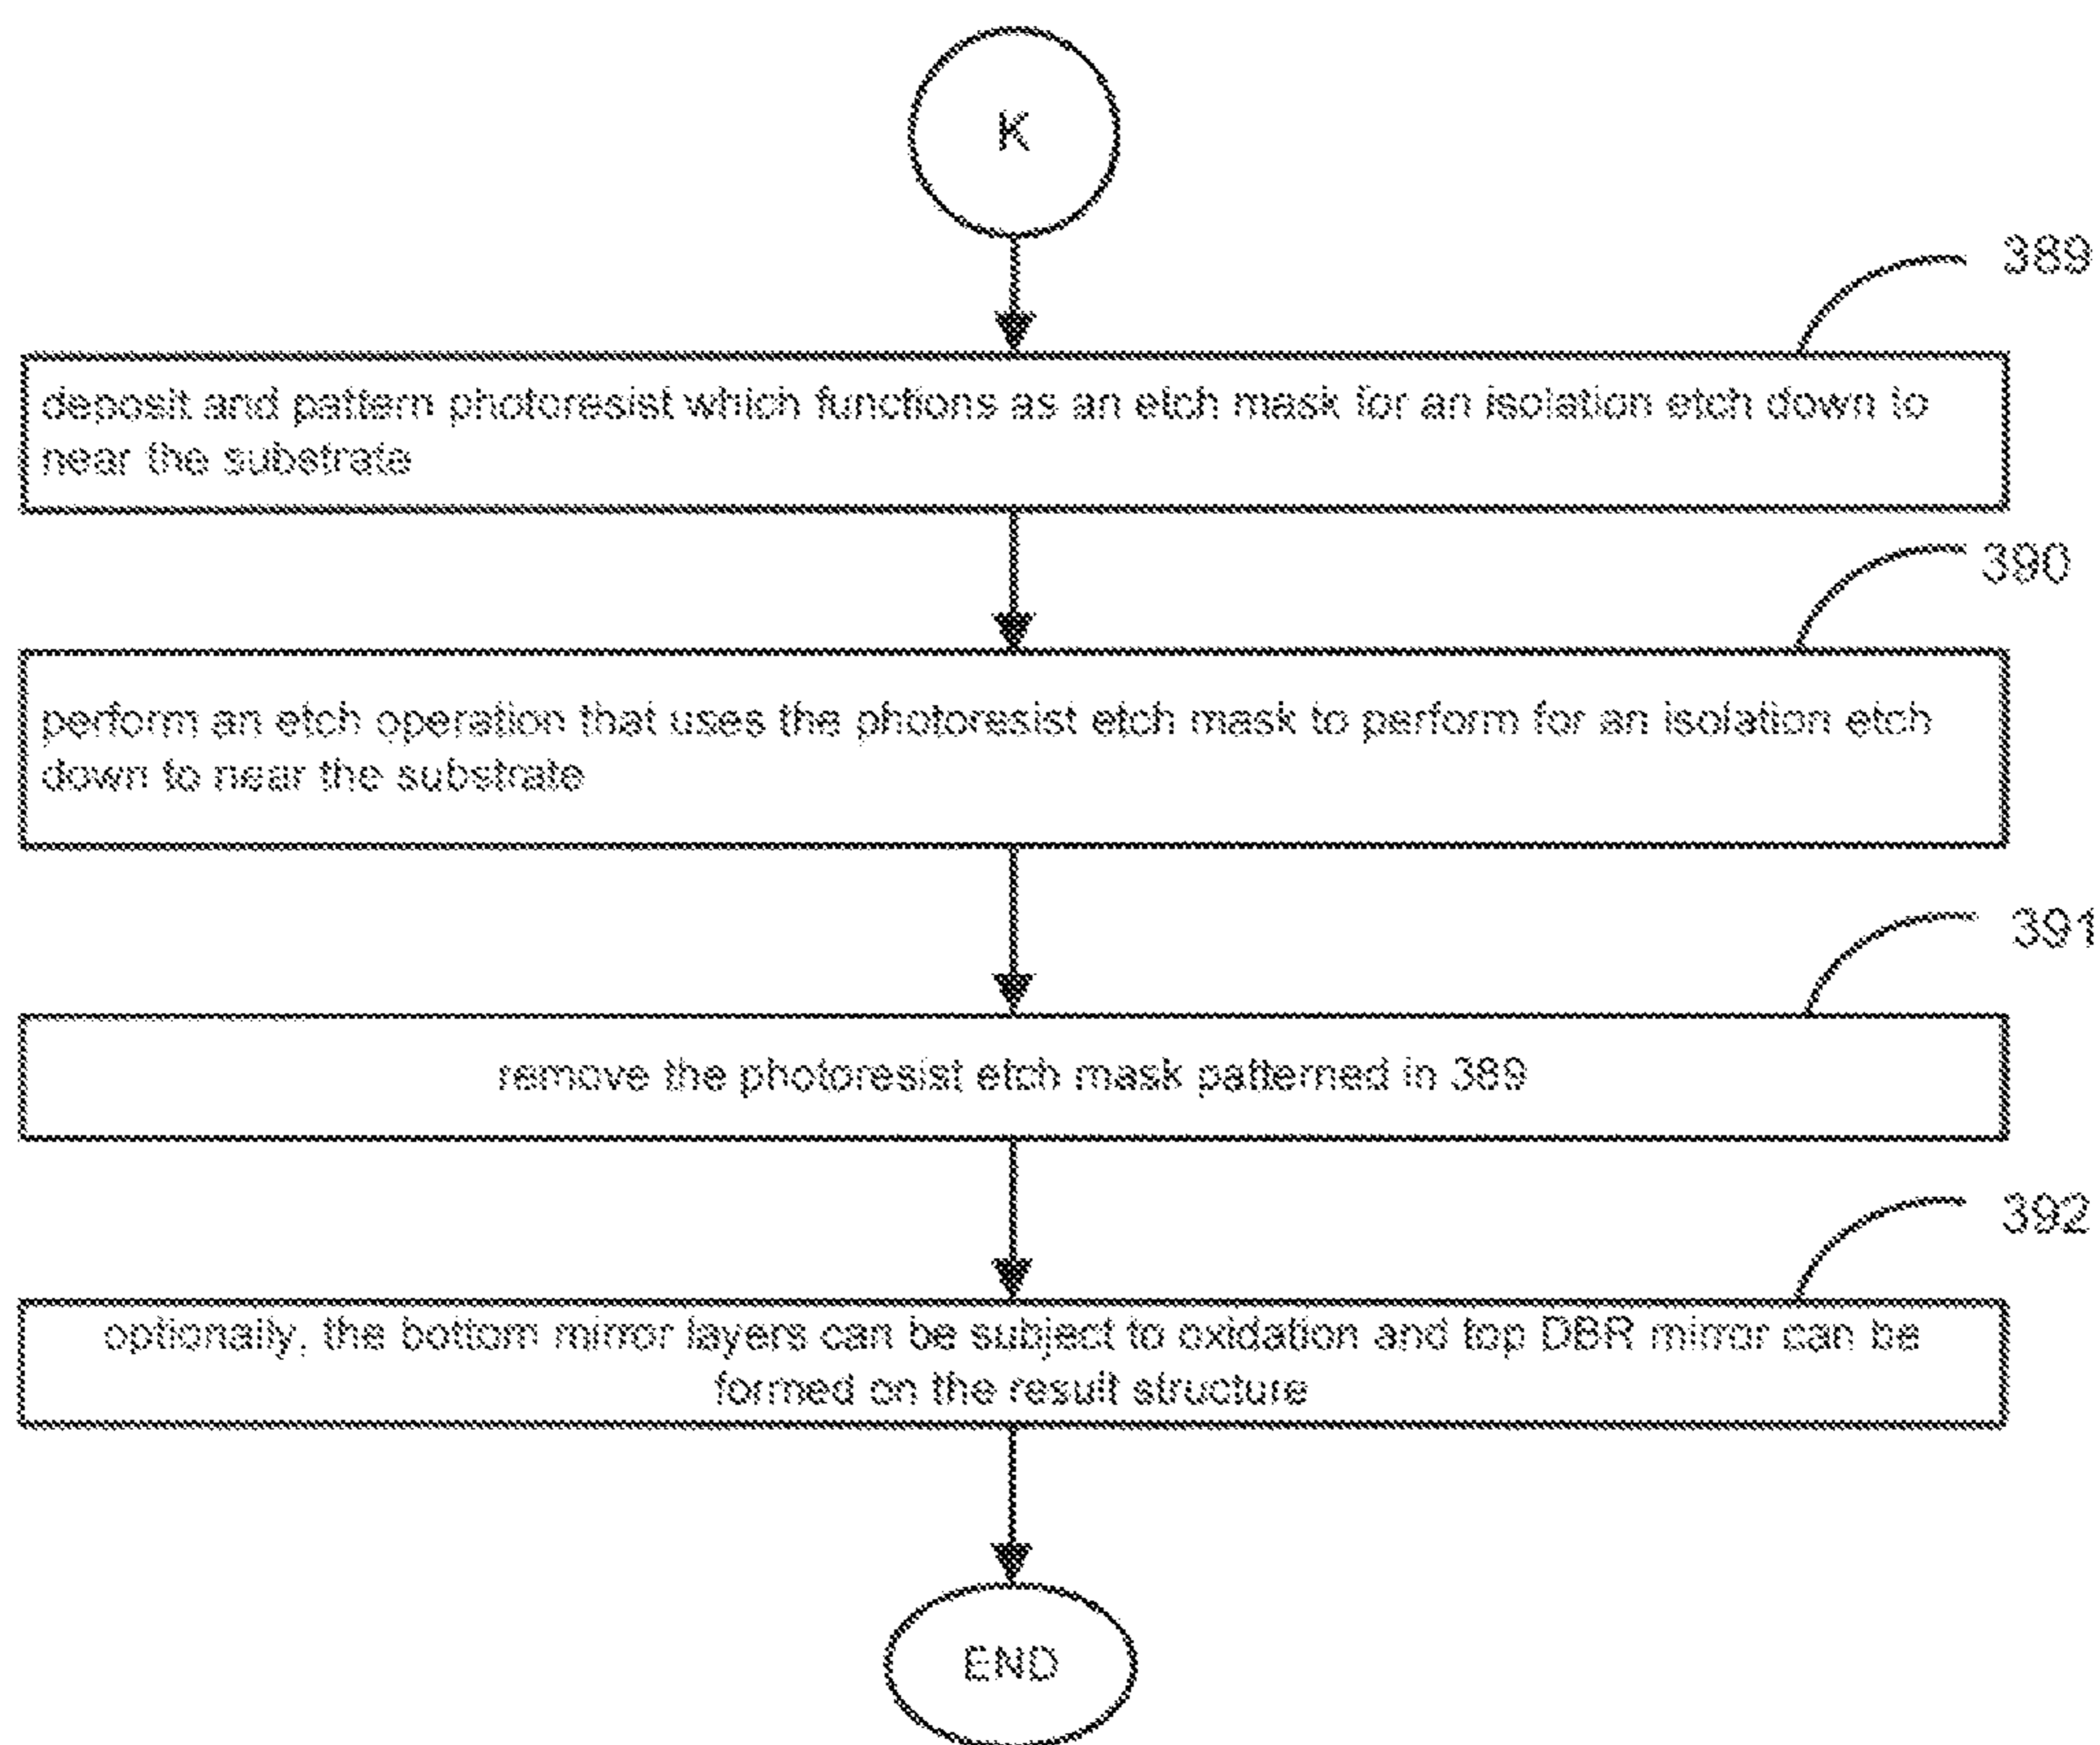 K
389
deposit and pattern photoresist which functions as an etch mask for an isolation etch down to
near the substrate
390
perform an etch operation that uses the photoresist etch mask to perform for an isolation etch
down to near the substrate
391
remove the photoresist etch mask patterned in 389
392
optionally, the bottom mirror layers can be subject to oxidation and top DBR mirror can be
formed on the result structure
END